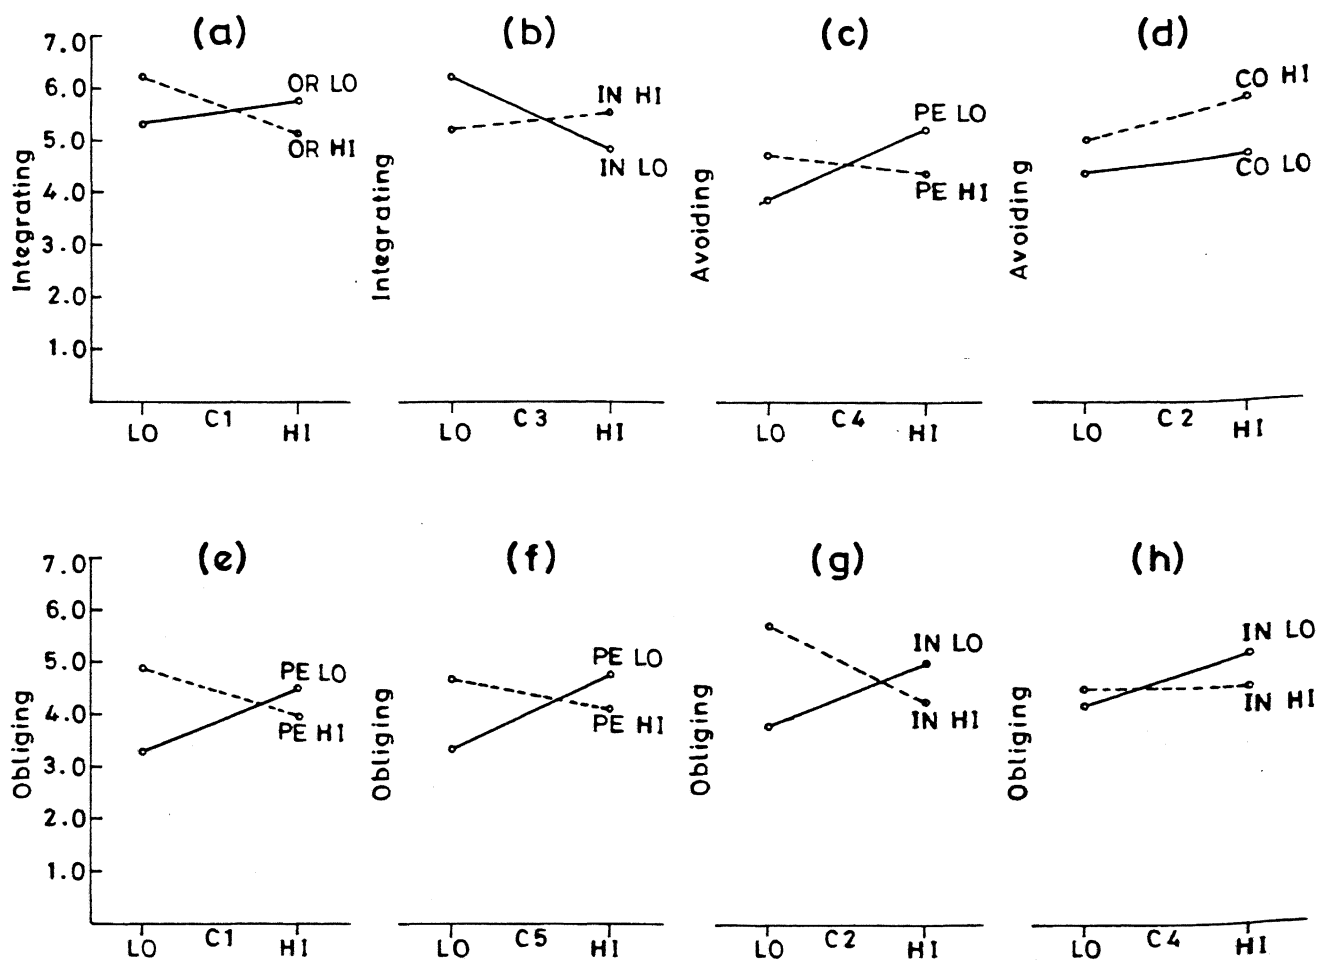 (a) (b) (c) (d)
7.0
6.0
5.0
4.0
3.0
2.0
1.0
Integrating
OR LO
OR HI
LO C1 HI
Integrating
IN HI
IN LO
LO C3 HI
Avoiding
PE LO
PE HI
LO C4 HI
Avoiding
CO HI
CO LO
LO C2 HI
(e) (f) (g) (h)
7.0
6.0
5.0
4.0
3.0
2.0
1.0
Obliging
PE LO
PE HI
LO C1 HI
Obliging
PE LO
PE HI
LO C5 HI
Obliging
IN LO
IN HI
LO C2 HI
Obliging
IN LO
IN HI
LO C4 HI